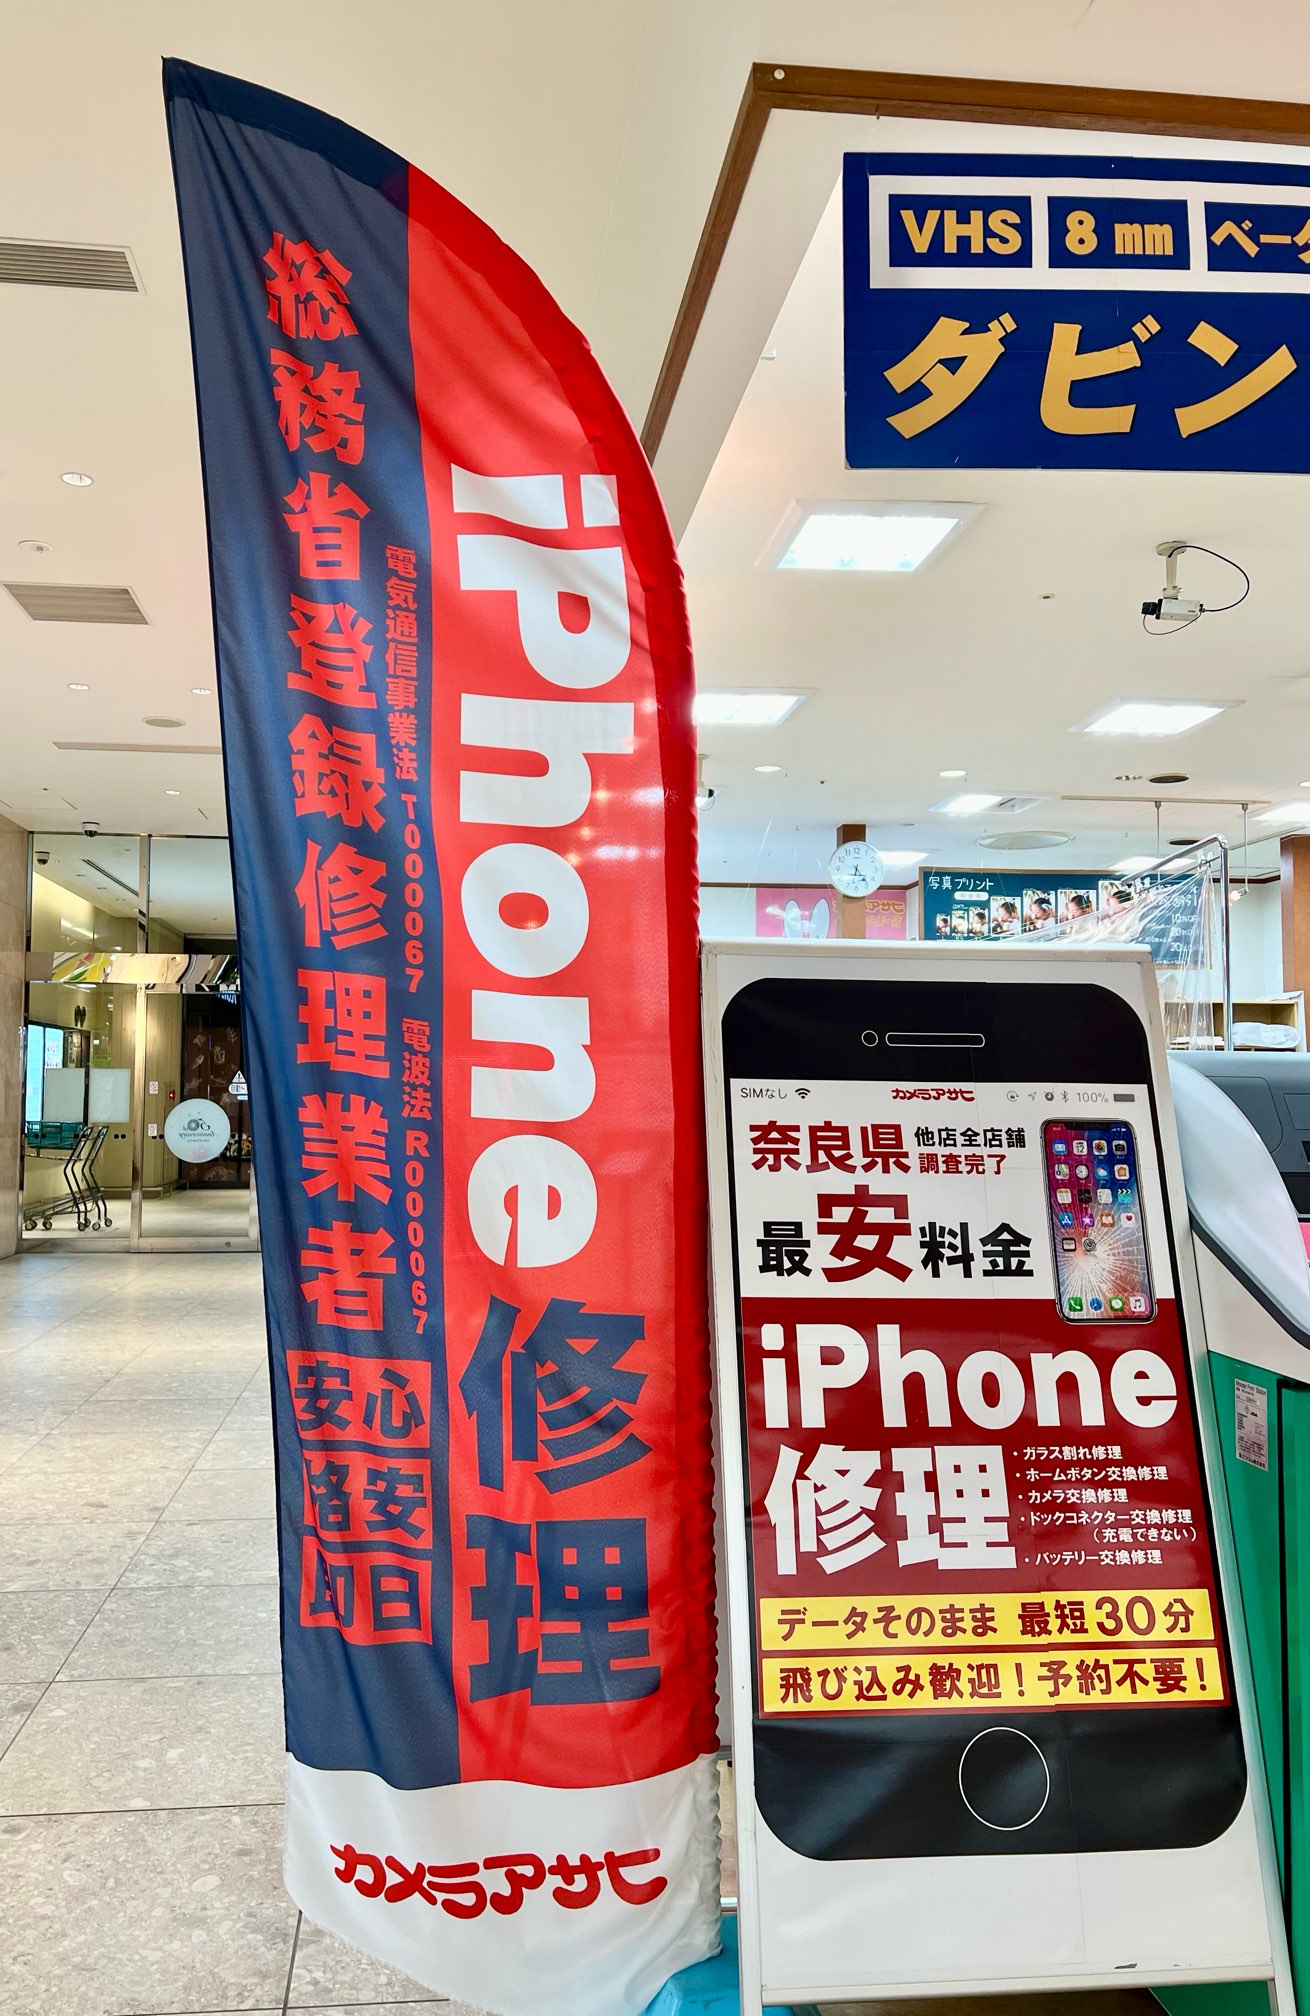 総務省登録修理業者
電気通信事業法 T000067 電波法 R000067
安心
格安
即日
iPhone修理
カメラアサヒ
VHS 8mm ベータ
ダビン
写真プリント
SIMなし カメラアサヒ 100%
奈良県 他店全店舗
調査完了
最安料金
iPhone
修理
・ガラス割れ修理
・ホームボタン交換修理
・カメラ交換修理
・ドックコネクター交換修理
（充電できない）
・バッテリー交換修理
データそのまま 最短30分
飛び込み歓迎！予約不要！